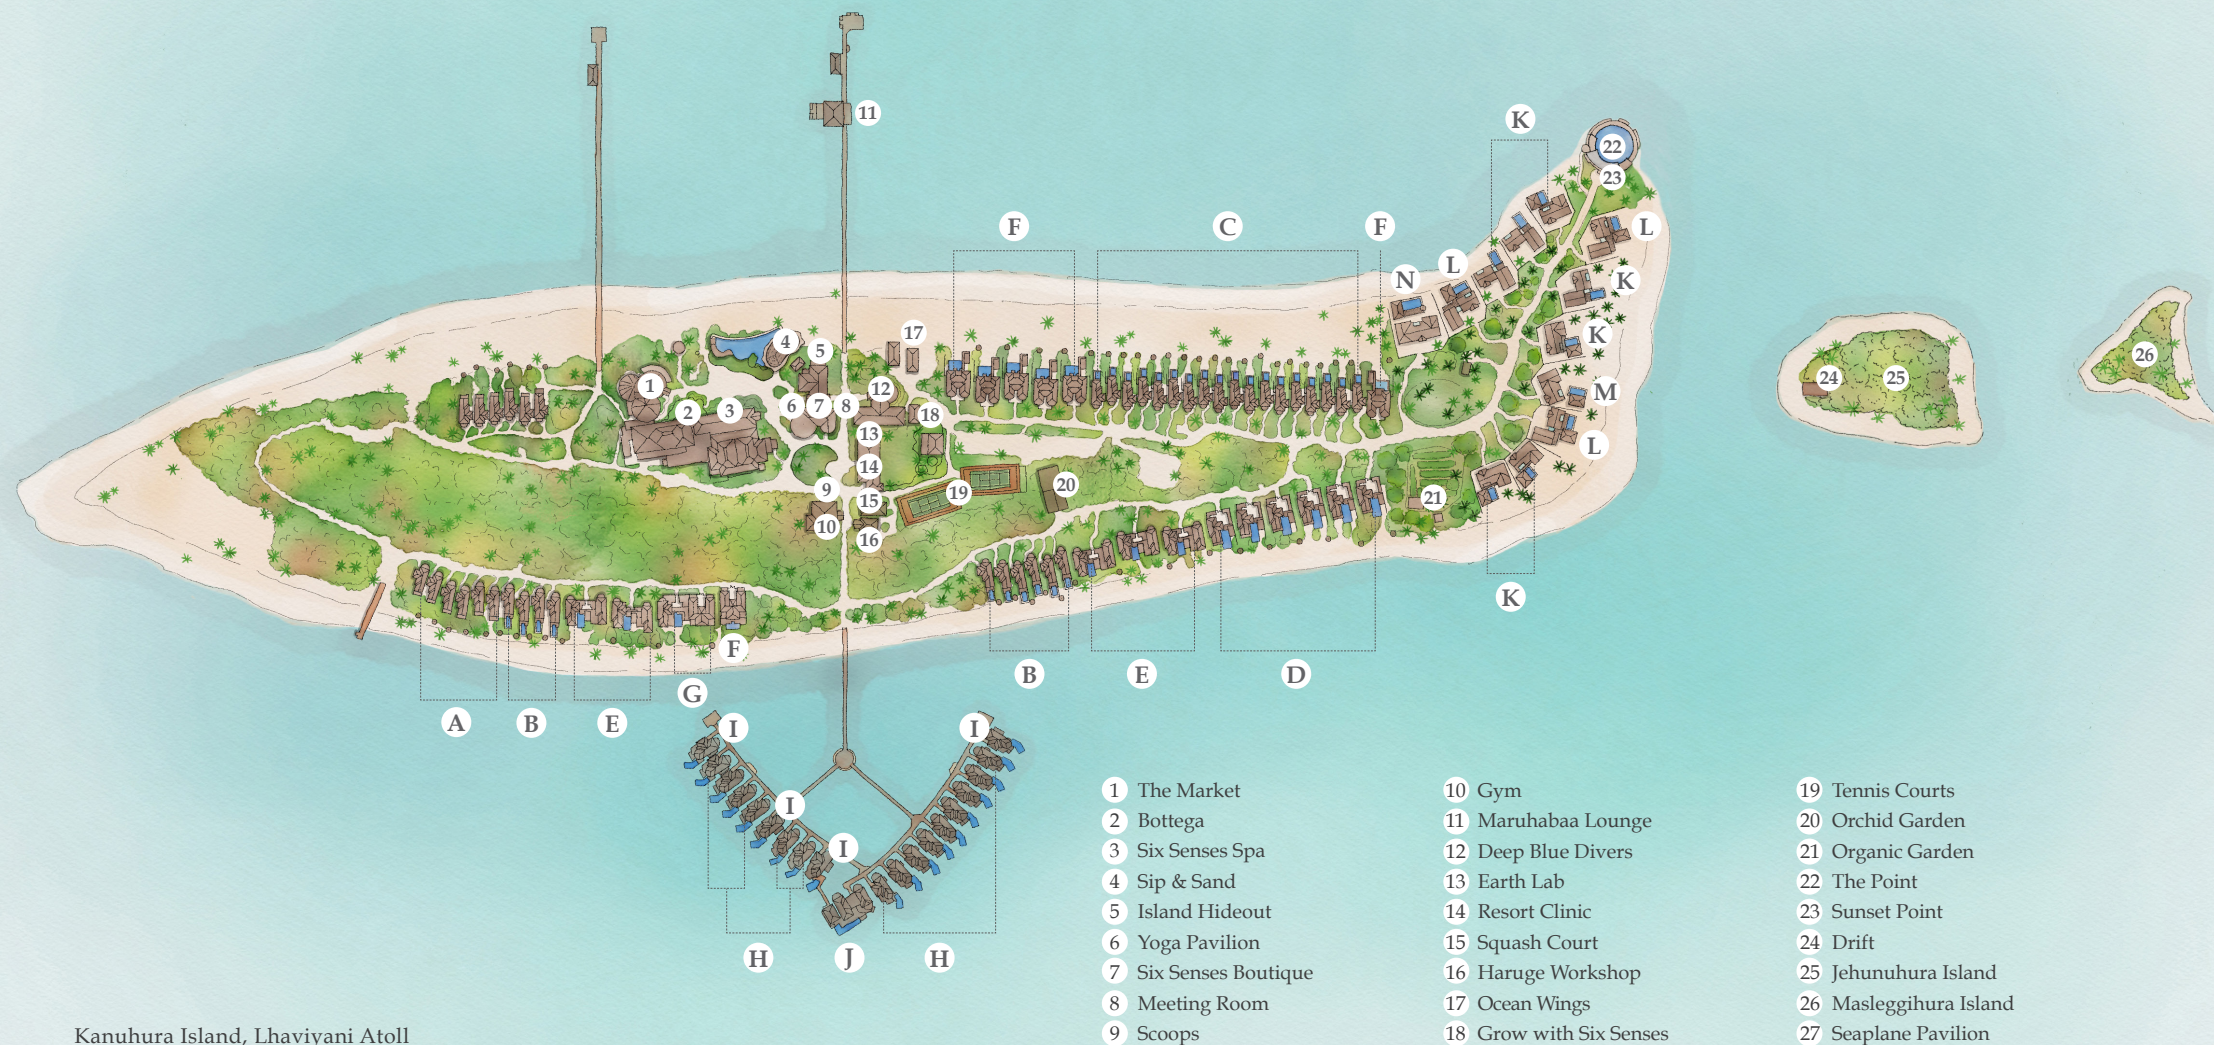 11
K
22
23
F
C
F
L
L
N
K
17
4
5
K
26
1
12
24
25
2
3
6
7
8
18
M
13
L
14
20
9
19
15
21
10
16
K
F
B
E
D
G
A
B
E
I
I
I
I
H
J
H
1 The Market
2 Bottega
3 Six Senses Spa
4 Sip & Sand
5 Island Hideout
6 Yoga Pavilion
7 Six Senses Boutique
8 Meeting Room
9 Scoops
10 Gym
11 Maruhabaa Lounge
12 Deep Blue Divers
13 Earth Lab
14 Resort Clinic
15 Squash Court
16 Haruge Workshop
17 Ocean Wings
18 Grow with Six Senses
19 Tennis Courts
20 Orchid Garden
21 Organic Garden
22 The Point
23 Sunset Point
24 Drift
25 Jehunuhura Island
26 Masleggihura Island
27 Seaplane Pavilion
Kanuhura Island, Lhaviyani Atoll